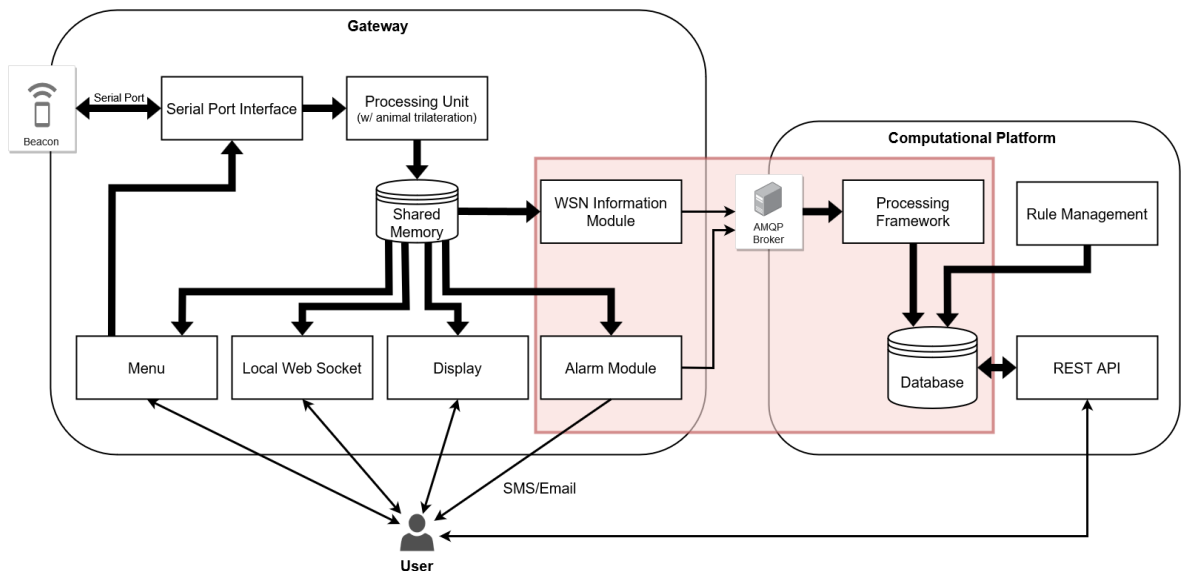 Gateway
Serial Port
Beacon
Serial Port Interface
Processing Unit
(w/ animal trilateration)
Computational Platform
Shared
Memory
WSN Information
Module
AMQP
Broker
Processing
Framework
Rule Management
Menu
Local Web Socket
Display
Alarm Module
Database
REST API
SMS/Email
User